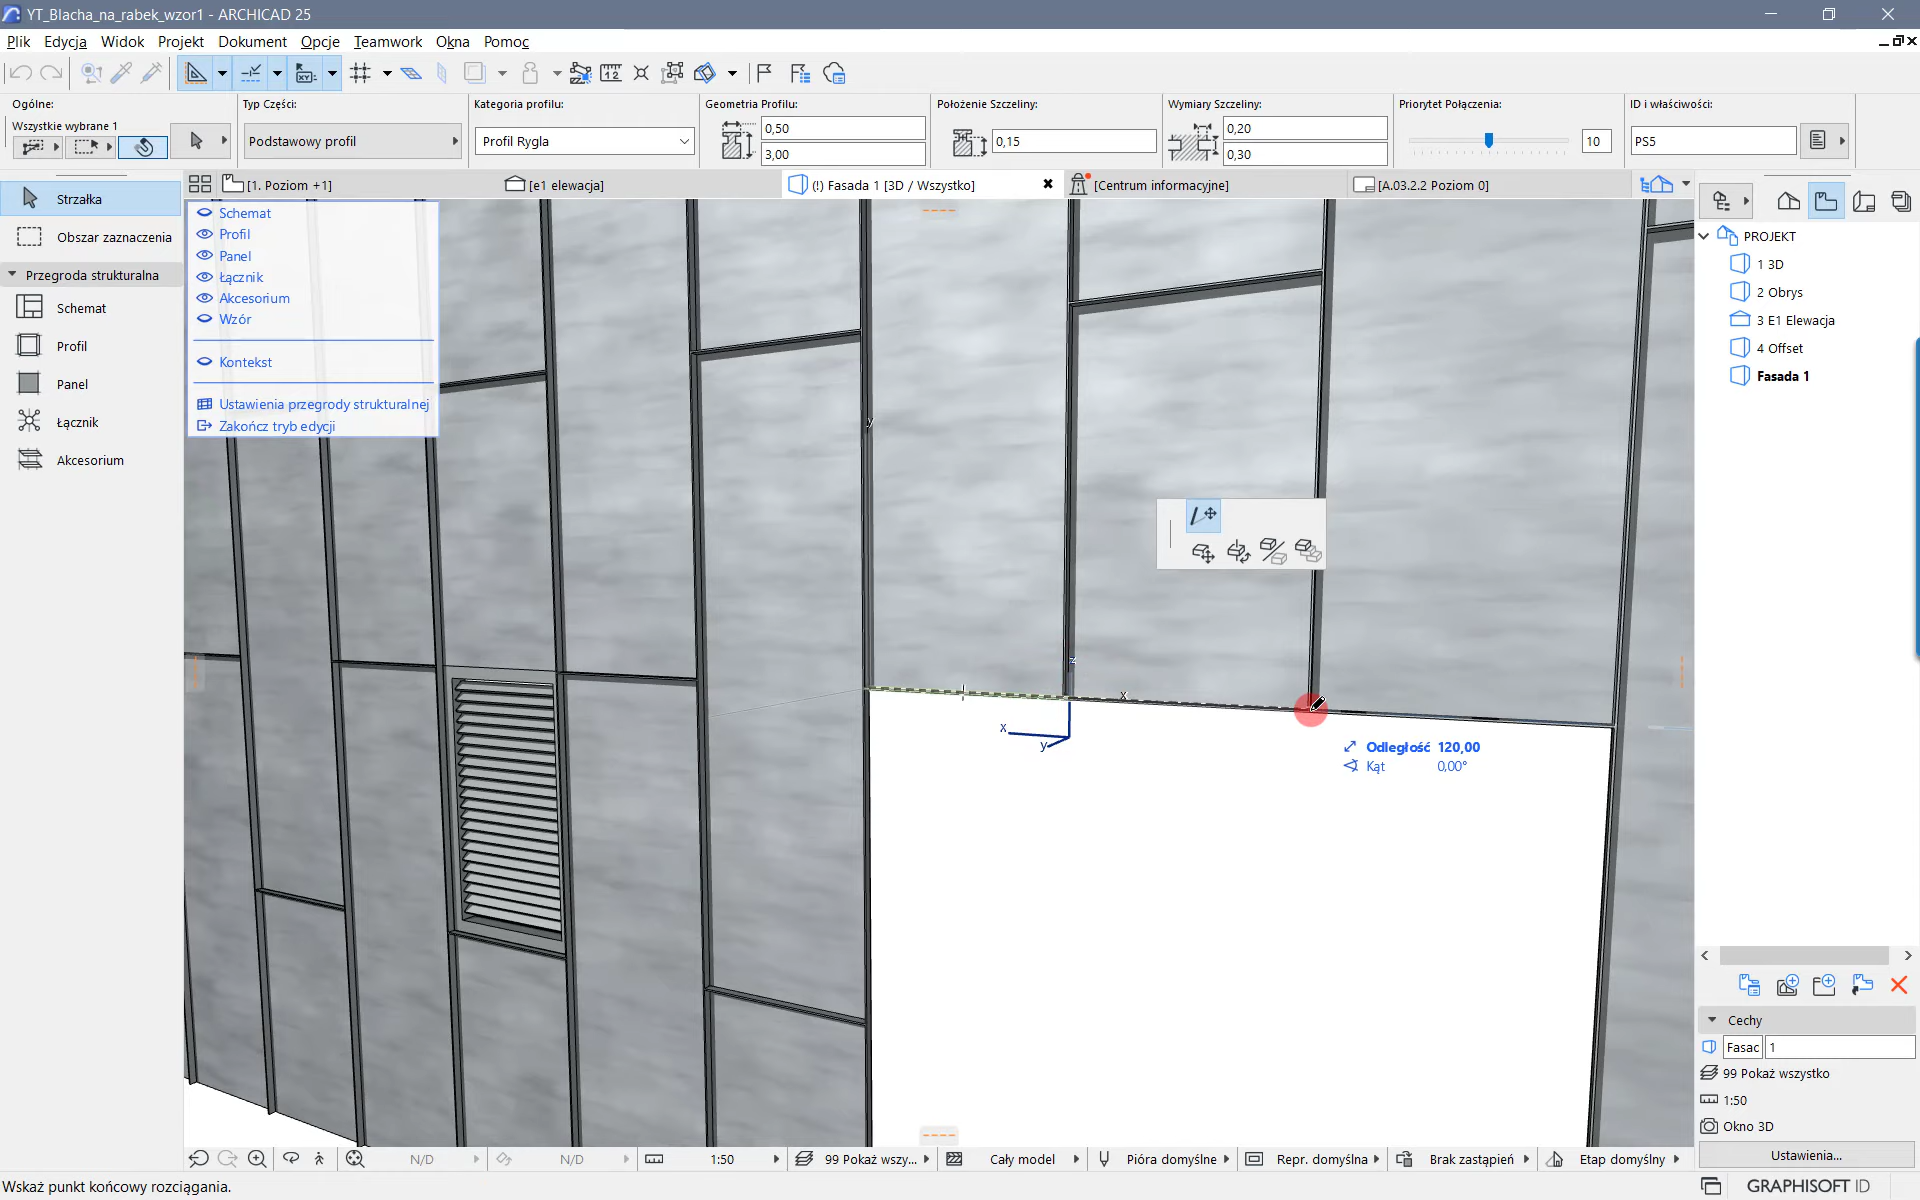 YT_Blacha_na_rabek_wzor1 - ARCHICAD 25
Plik Edycja Widok Projekt Dokument Opcje Teamwork Okna Pomoc
Ogólne: Typ Części: Kategoria profilu: Geometria Profilu: Położenie Szczeliny: Wymiary Szczeliny: Priorytet Połączenia: ID i właściwości:
Wszystkie wybrane 1
Podstawowy profil Profil Rygla 0,50 3,00 0,15 0,20 0,30 10 PS5
[1. Poziom +1] [e1 elewacja] (!) Fasada 1 [3D / Wszystko] [Centrum informacyjne] [A.03.2.2 Poziom 0]
Strzałka
Obszar zaznaczenia
Przegroda strukturalna
Schemat
Profil
Panel
Łącznik
Akcesorium
Schemat
Profil
Panel
Łącznik
Akcesorium
Wzór
Kontekst
Ustawienia przegrody strukturalnej
Zakończ tryb edycji
y
z
x
x
y
Odległość 120,00
Kąt 0,00°
PROJEKT
1 3D
2 Obrys
3 E1 Elewacja
4 Offset
Fasada 1
Cechy
Fasac 1
99 Pokaż wszystko
1:50
Okno 3D
Ustawienia...
N/D N/D 1:50 99 Pokaż wszy... Cały model Pióra domyślne Repr. domyślna Brak zastąpień Etap domyślny
Wskaż punkt końcowy rozciągania.
GRAPHISOFT ID